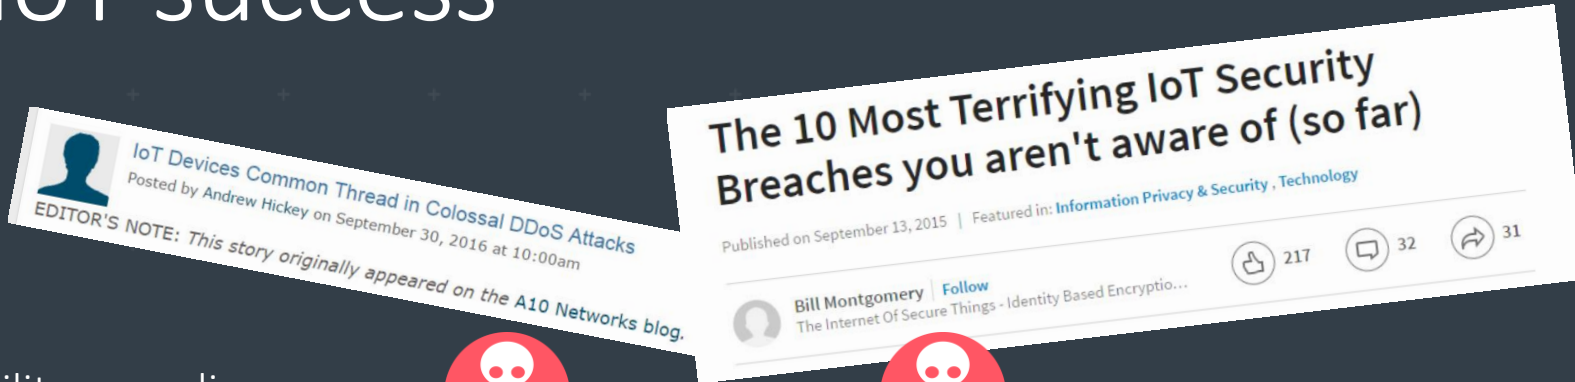 IoT success
IoT Devices Common Thread in Colossal DDoS Attacks
Posted by Andrew Hickey on September 30, 2016 at 10:00am
EDITOR'S NOTE: This story originally appeared on the A10 Networks blog.
The 10 Most Terrifying IoT Security
Breaches you aren't aware of (so far)
Published on September 13, 2015 | Featured in: Information Privacy & Security , Technology
217 32 31
Bill Montgomery | Follow
The Internet Of Secure Things - Identity Based Encryptio...